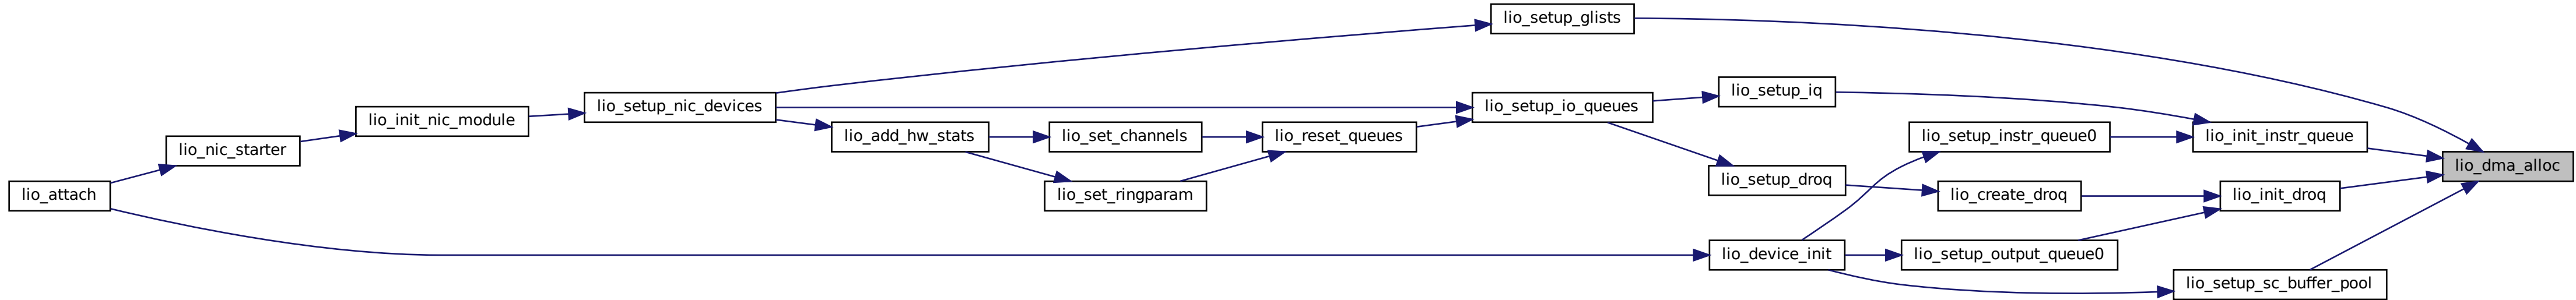 lio_setup_glists
lio_setup_iq
lio_setup_nic_devices
lio_setup_io_queues
lio_init_nic_module
lio_add_hw_stats
lio_set_channels
lio_reset_queues
lio_setup_instr_queue0
lio_init_instr_queue
lio_nic_starter
lio_dma_alloc
lio_setup_droq
lio_attach
lio_set_ringparam
lio_create_droq
lio_init_droq
lio_device_init
lio_setup_output_queue0
lio_setup_sc_buffer_pool